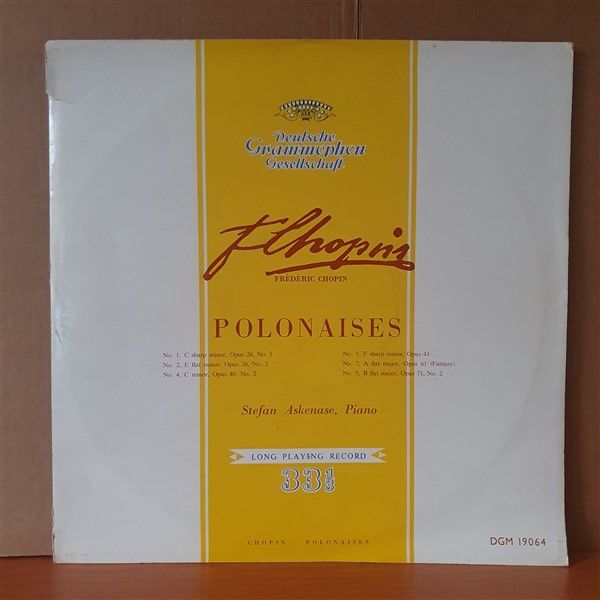 Deutsche
Grammophon
Gesellschaft
FChopin
FRÉDÉRIC CHOPIN
POLONAISES
No. 1, C sharp minor, Opus 26, No. 1
No. 2, E flat minor, Opus 26, No. 2
No. 4, C minor, Opus 40, No. 2
No. 5, F sharp minor, Opus 44
No. 7, A flat major, Opus 61 (Fantasy)
No. 9, B flat major, Opus 71, No. 2
Stefan Askenase, Piano
LONG PLAYING RECORD
33 1/3
CHOPIN · POLONAISES
DGM 19064